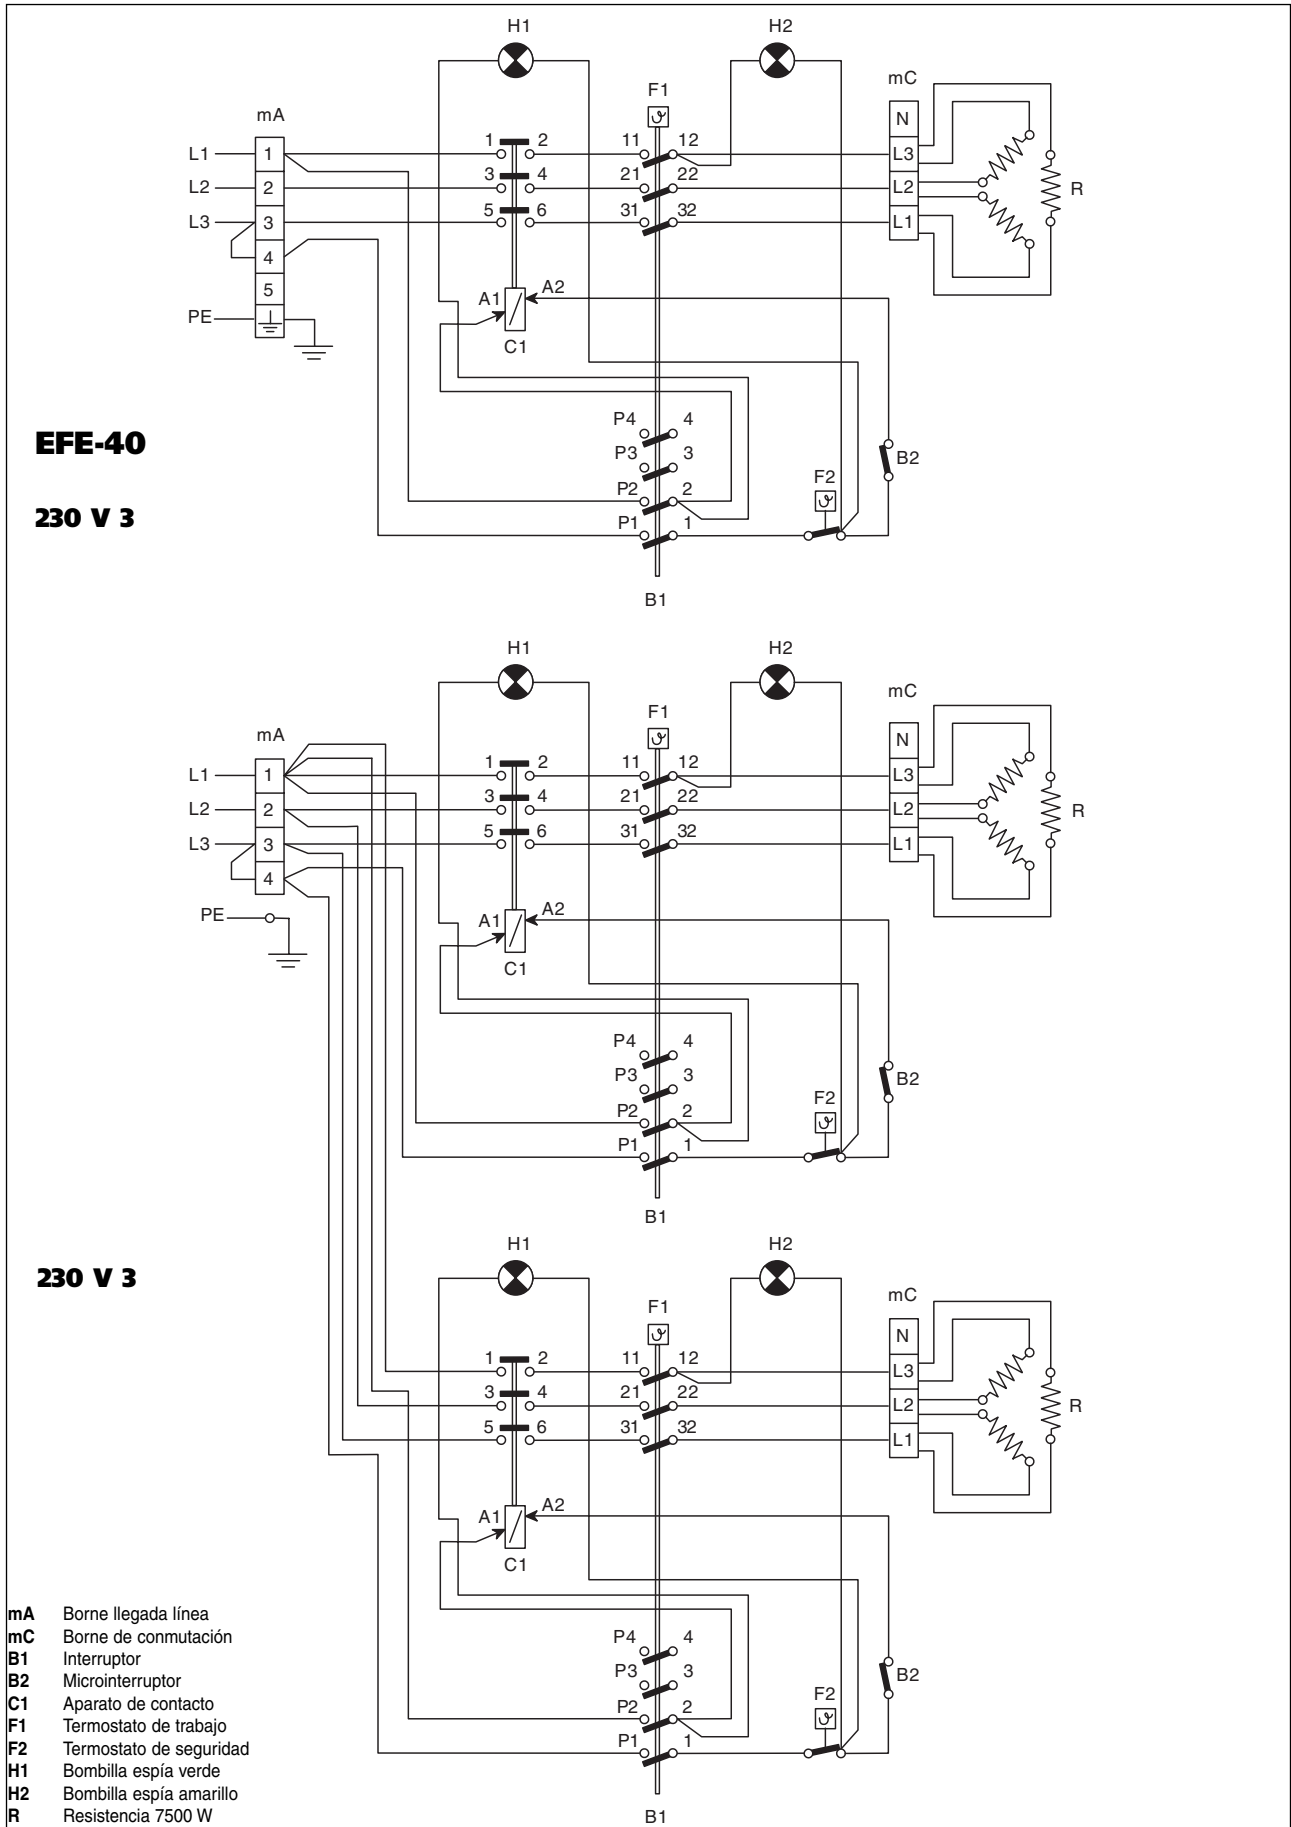 H1 H2
F1
mC
mA
N
L1 1 1 2 11 12 L3
L2 2 3 4 21 22 L2 R
L3 3 5 6 31 32 L1
4
5
A1 A2
PE
C1
EFE-40
P4 4
P3 3 B2
F2
230 V 3
P2 2
P1 1
B1
H1 H2
F1
mC
mA
N
L1 1 1 2 11 12 L3
L2 2 3 4 21 22 L2 R
L3 3 5 6 31 32 L1
4
PE A1 A2
C1
P4 4
P3 3 B2
F2
P2 2
P1 1
B1
H1 H2
230 V 3
F1
mC
N
1 2 11 12 L3
3 4 21 22 L2 R
5 6 31 32 L1
A1 A2
C1
P4 4
P3 3 B2
F2
P2 2
P1 1
B1
mA Borne llegada línea
mC Borne de conmutación
B1 Interruptor
B2 Microinterruptor
C1 Aparato de contacto
F1 Termostato de trabajo
F2 Termostato de seguridad
H1 Bombilla espía verde
H2 Bombilla espía amarillo
R Resistencia 7500 W